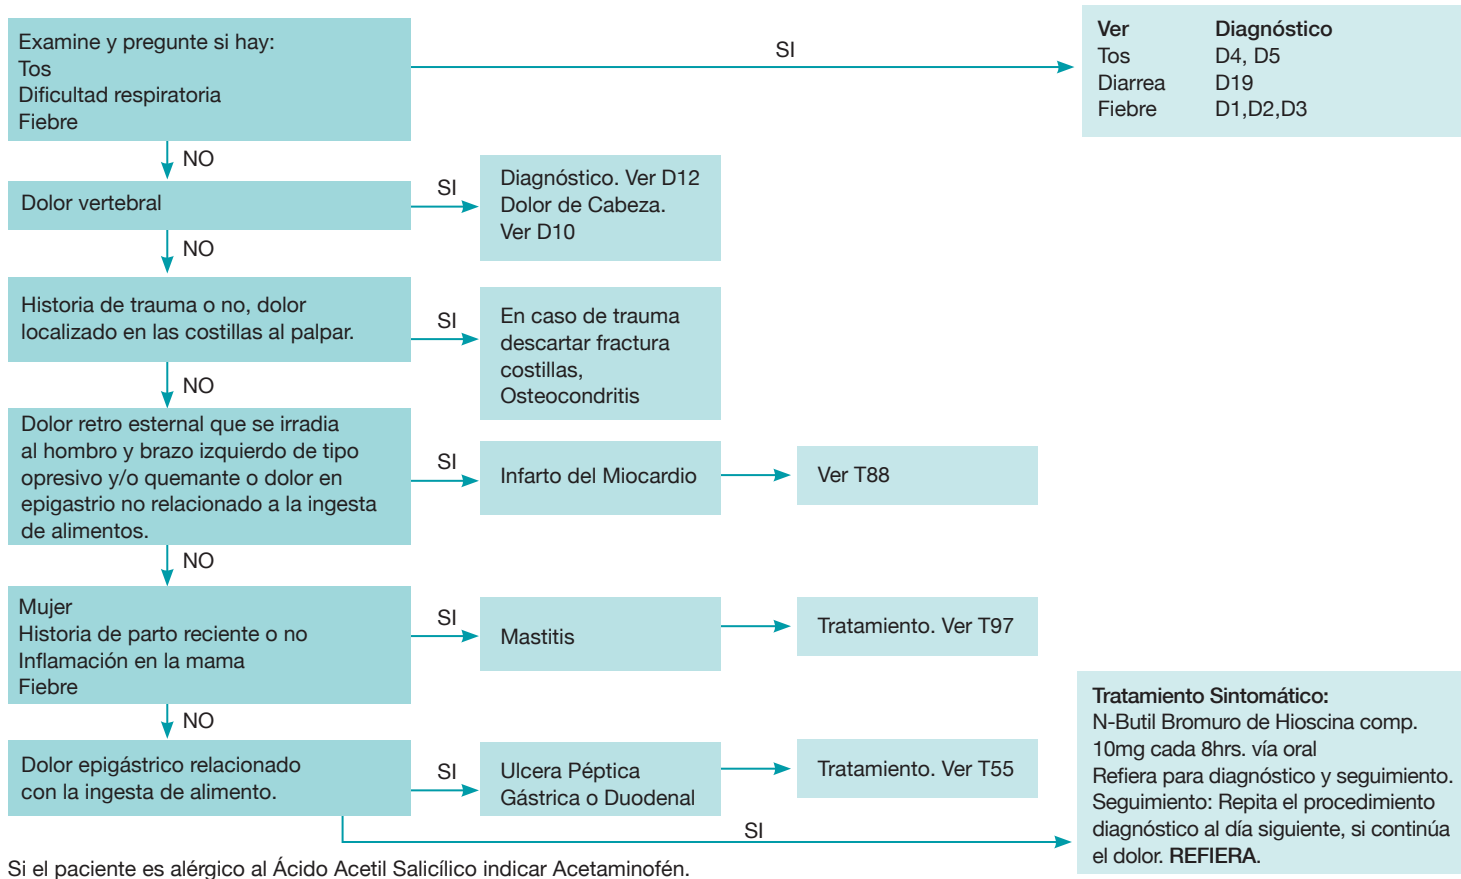 Examine y pregunte si hay:
Tos
Dificultad respiratoria
Fiebre
SI
Ver Diagnóstico
Tos D4, D5
Diarrea D19
Fiebre D1,D2,D3
NO
Dolor vertebral
SI
Diagnóstico. Ver D12
Dolor de Cabeza.
Ver D10
NO
Historia de trauma o no, dolor
localizado en las costillas al palpar.
SI
En caso de trauma
descartar fractura
costillas,
Osteocondritis
NO
Dolor retro esternal que se irradia
al hombro y brazo izquierdo de tipo
opresivo y/o quemante o dolor en
epigastrio no relacionado a la ingesta
de alimentos.
SI
Infarto del Miocardio
Ver T88
NO
Mujer
Historia de parto reciente o no
Inflamación en la mama
Fiebre
SI
Mastitis
Tratamiento. Ver T97
NO
Dolor epigástrico relacionado
con la ingesta de alimento.
SI
Ulcera Péptica
Gástrica o Duodenal
Tratamiento. Ver T55
SI
Tratamiento Sintomático:
N-Butil Bromuro de Hioscina comp.
10mg cada 8hrs. vía oral
Refiera para diagnóstico y seguimiento.
Seguimiento: Repita el procedimiento
diagnóstico al día siguiente, si continúa
el dolor. REFIERA.
Si el paciente es alérgico al Ácido Acetil Salicílico indicar Acetaminofén.